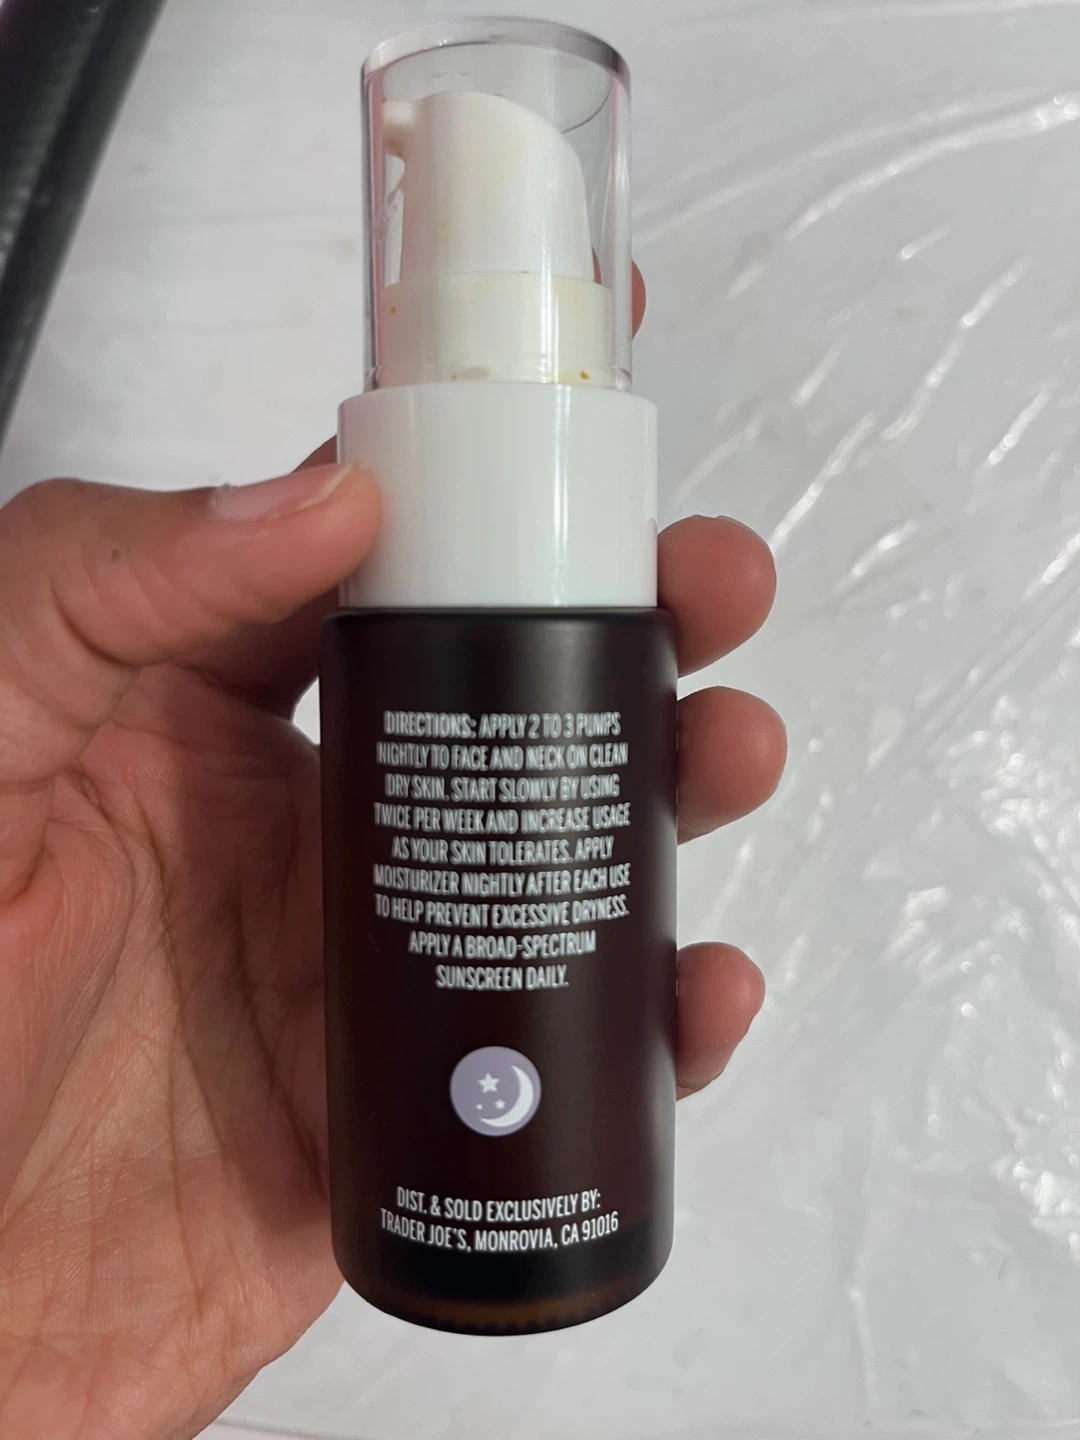 DIRECTIONS: APPLY 2 TO 3 PUMPS
NIGHTLY TO FACE AND NECK ON CLEAN
DRY SKIN. START SLOWLY BY USING
TWICE PER WEEK AND INCREASE USAGE
AS YOUR SKIN TOLERATES. APPLY
MOISTURIZER NIGHTLY AFTER EACH USE
TO HELP PREVENT EXCESSIVE DRYNESS.
APPLY A BROAD-SPECTRUM
SUNSCREEN DAILY.
DIST. & SOLD EXCLUSIVELY BY:
TRADER JOE'S, MONROVIA, CA 91016